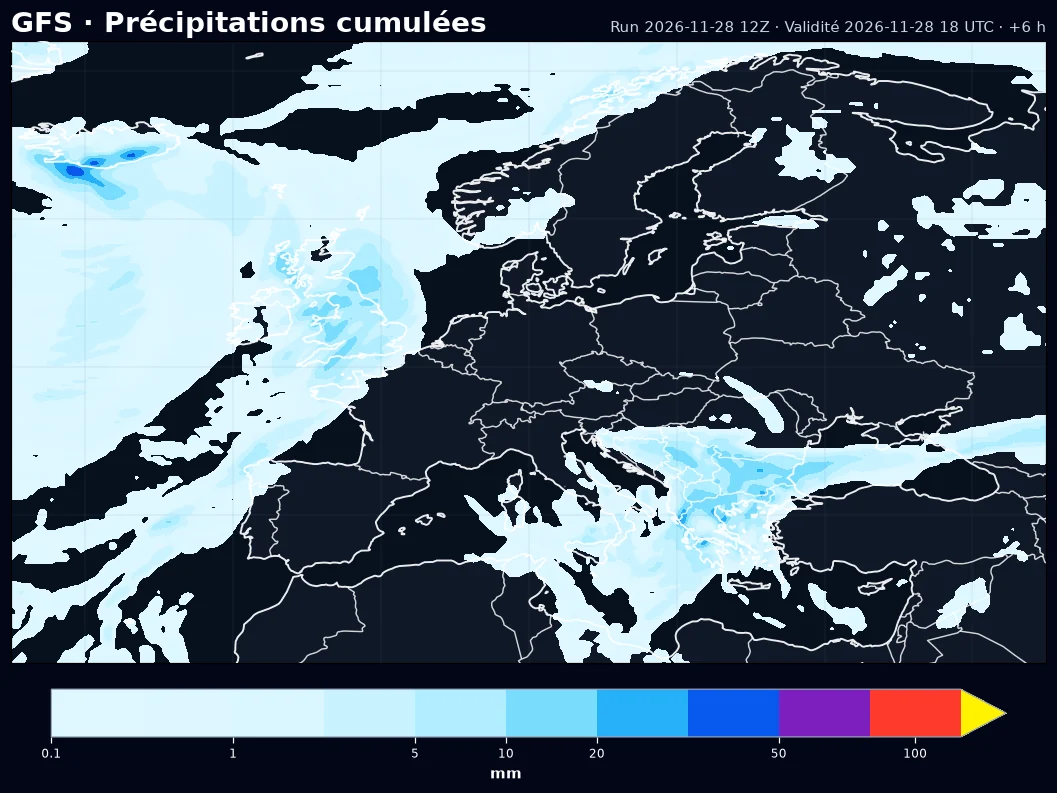 GFS · Précipitations cumulées
Run 2026-11-28 12Z · Validité 2026-11-28 18 UTC · +6 h
0.1 1 5 10 20 50 100
mm